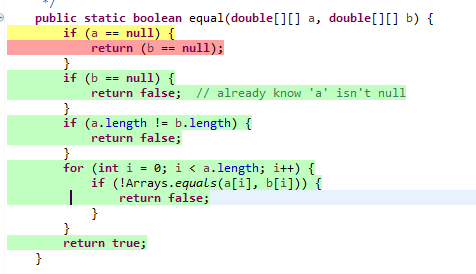 */
public static boolean equal(double[][] a, double[][] b) {
if (a == null) {
return (b == null);
}
if (b == null) {
return false;  // already know 'a' isn't null
}
if (a.length != b.length) {
return false;
}
for (int i = 0; i < a.length; i++) {
if (!Arrays.equals(a[i], b[i])) {
return false;
}
}
return true;
}